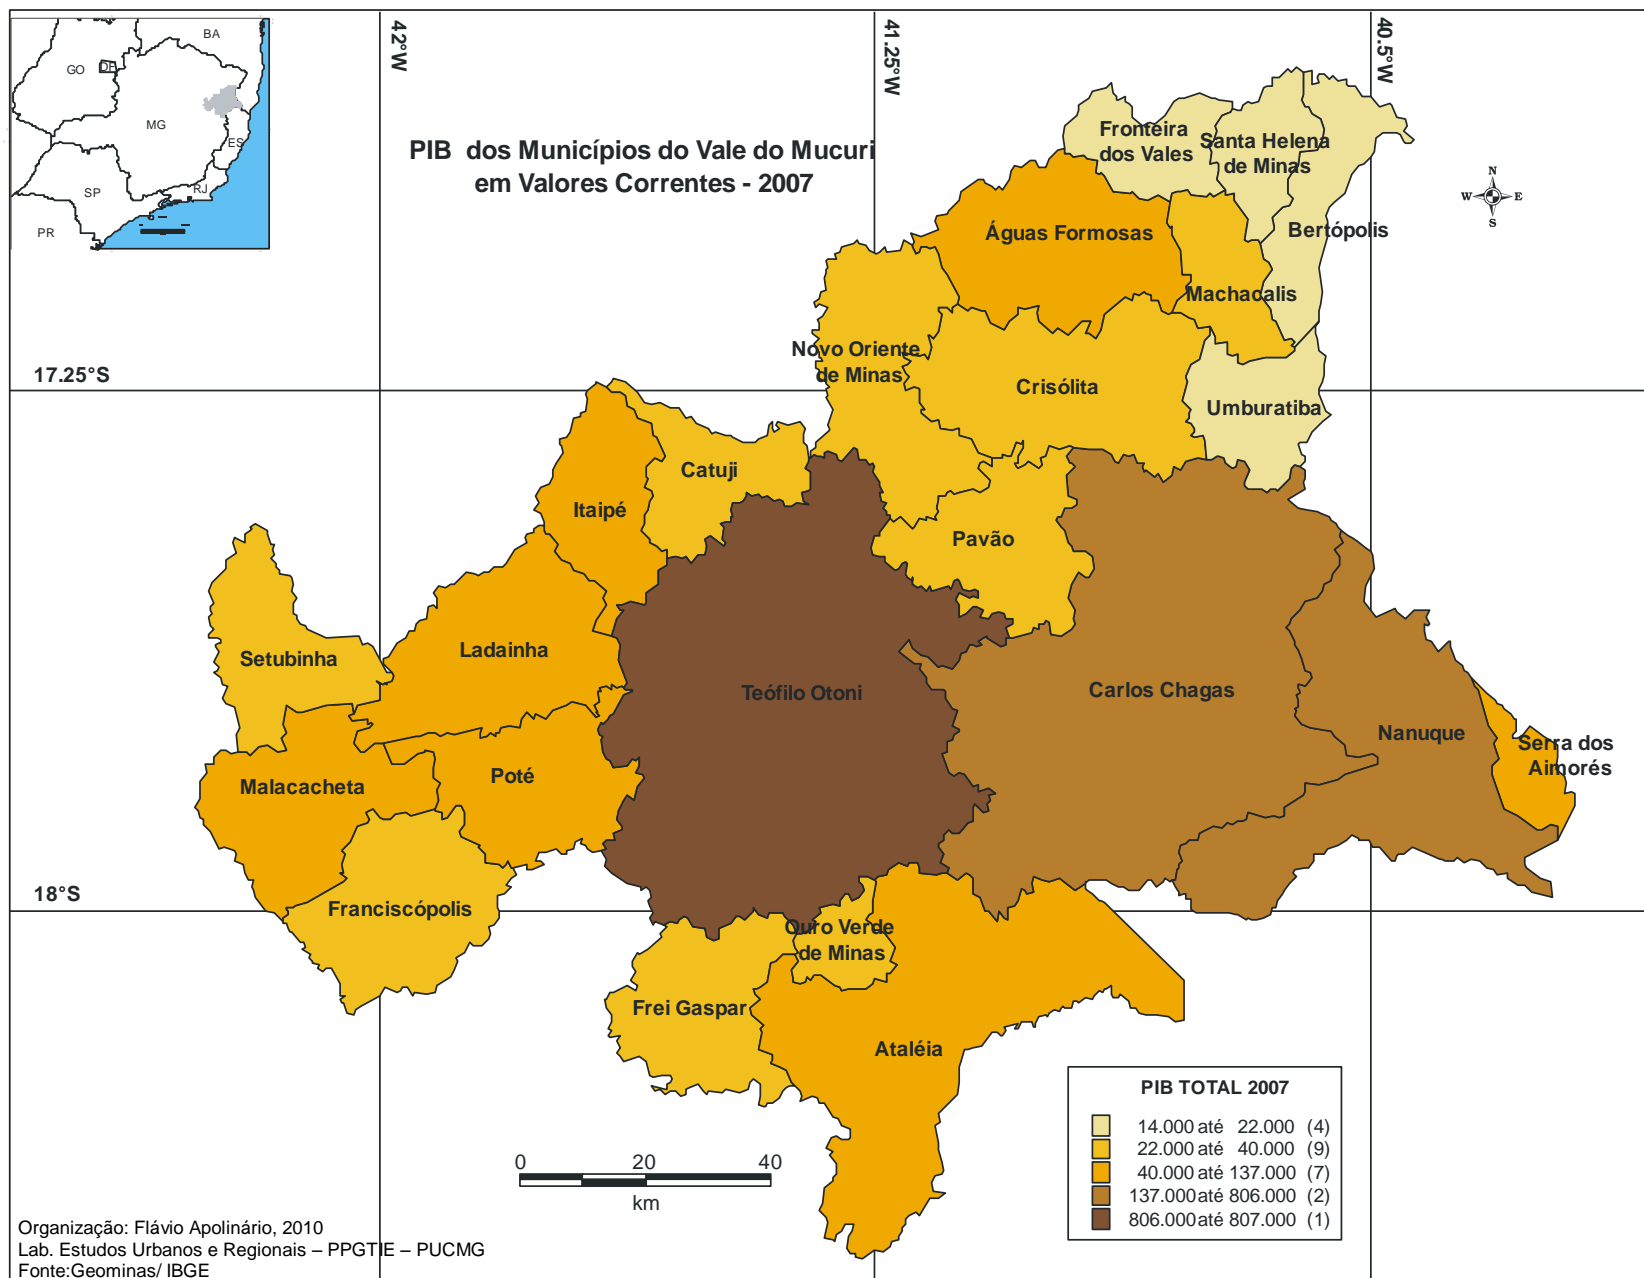 BA
GO
DF
MG
ES
SP
RJ
PR
42°W
41.25°W
40.5°W
PIB dos Municípios do Vale do Mucuri
em Valores Correntes - 2007
N
W
E
S
Fronteira
dos Vales
Santa Helena
de Minas
Águas Formosas
Bertópolis
Machacalis
Novo Oriente
de Minas
17.25°S
Crisólita
Umburatiba
Catuji
Itaipé
Pavão
Setubinha
Ladainha
Teófilo Otoni
Carlos Chagas
Nanuque
Serra dos
Aimorés
Malacacheta
Poté
18°S
Franciscópolis
Ouro Verde
de Minas
Frei Gaspar
Ataléia
PIB TOTAL 2007
14.000 até 22.000 (4)
22.000 até 40.000 (9)
40.000 até 137.000 (7)
137.000 até 806.000 (2)
806.000 até 807.000 (1)
0 20 40
km
Organização: Flávio Apolinário, 2010
Lab. Estudos Urbanos e Regionais – PPGTIE – PUCMG
Fonte:Geominas/ IBGE